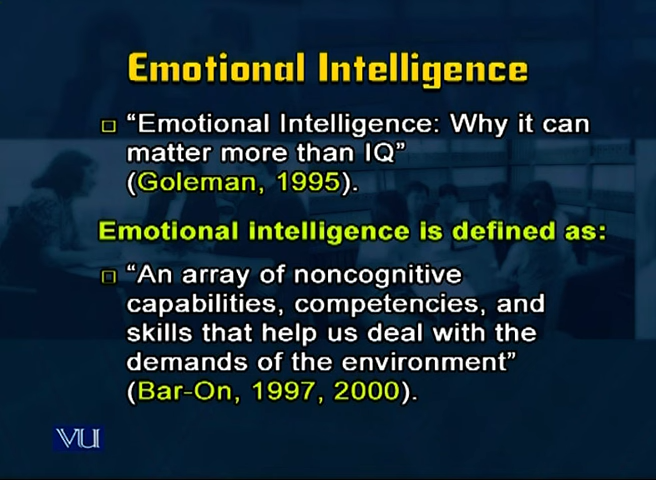 Emotional Intelligence
“Emotional Intelligence: Why it can
matter more than IQ”
(Goleman, 1995).
Emotional intelligence is defined as:
“An array of noncognitive
capabilities, competencies, and
skills that help us deal with the
demands of the environment”
(Bar-On, 1997, 2000).
VU